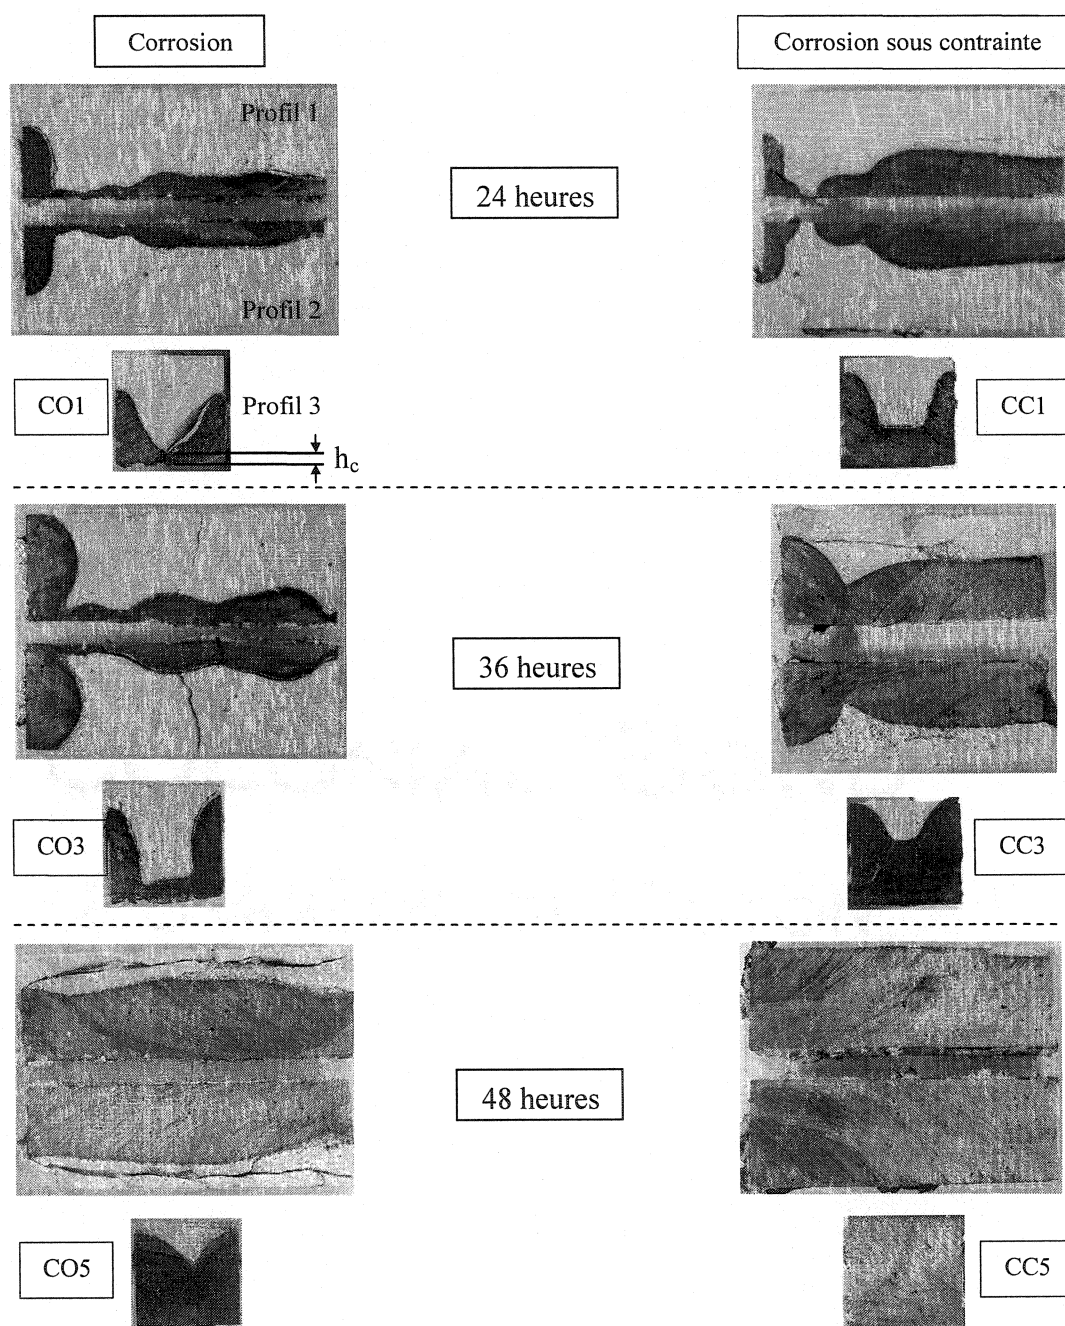 Corrosion
Corrosion sous contrainte
Profil 1
24 heures
Profil 2
CO1
Profil 3
h_c
CC1
36 heures
CO3
CC3
48 heures
CO5
CC5